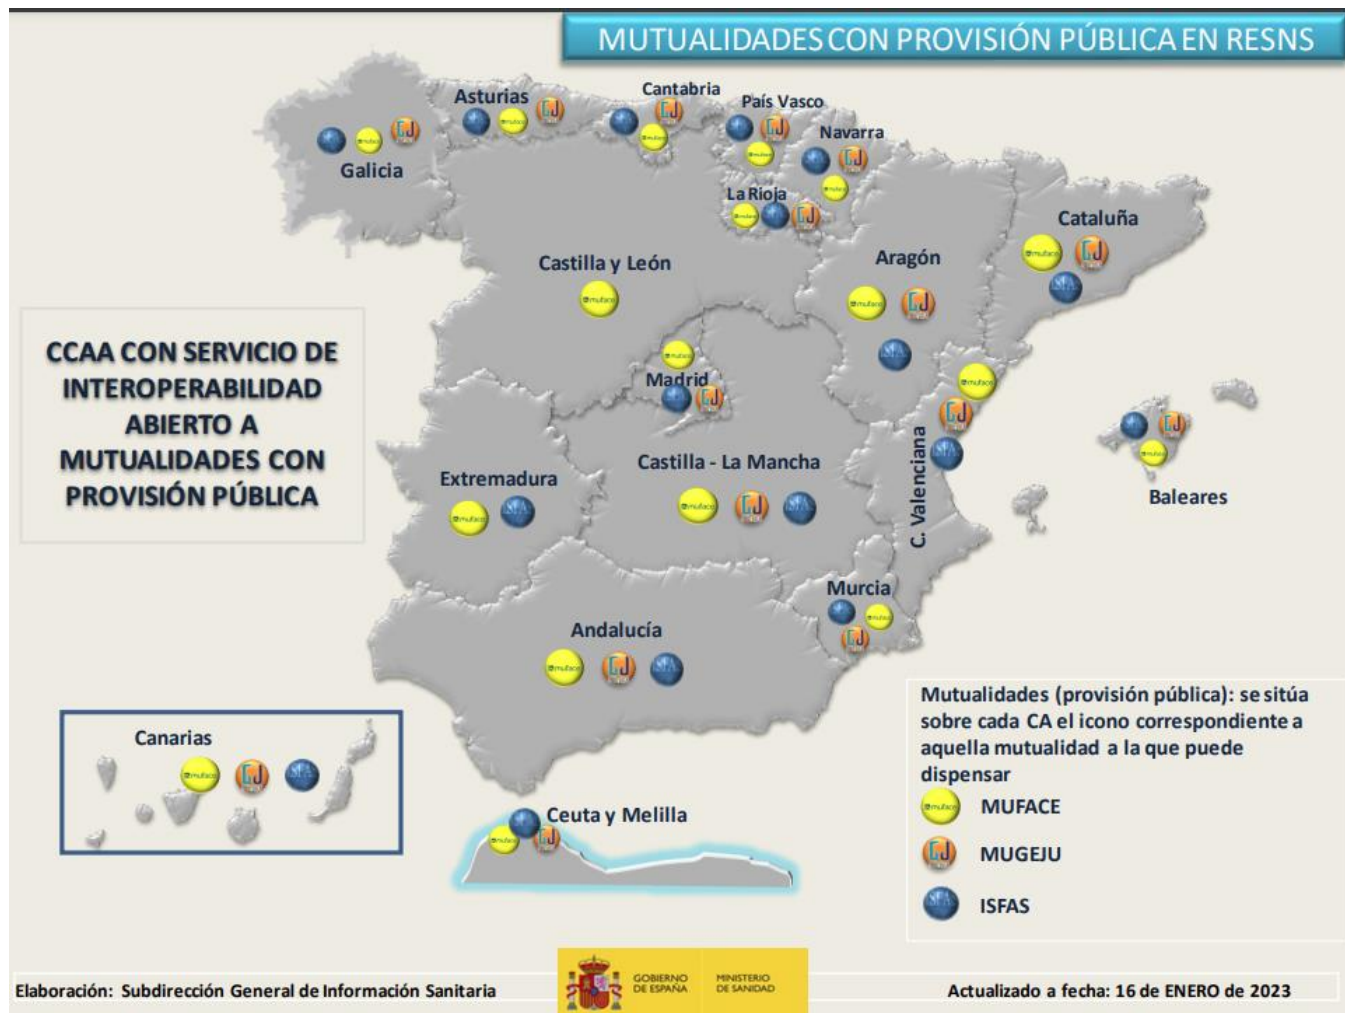 MUTUALIDADES CON PROVISIÓN PÚBLICA EN RESNS
Asturias
Cantabria
País Vasco
Navarra
Galicia
La Rioja
Cataluña
Castilla y León
Aragón
muface
CCAA CON SERVICIO DE
INTEROPERABILIDAD
ABIERTO A
MUTUALIDADES CON
PROVISIÓN PÚBLICA
Madrid
Extremadura
Castilla - La Mancha
C. Valenciana
Baleares
Murcia
Andalucía
Canarias
Ceuta y Melilla
Mutualidades (provisión pública): se sitúa
sobre cada CA el icono correspondiente a
aquella mutualidad a la que puede
dispensar
muface MUFACE
MUGEJU
ISFAS
GOBIERNO
DE ESPAÑA
MINISTERIO
DE SANIDAD
Elaboración: Subdirección General de Información Sanitaria
Actualizado a fecha: 16 de ENERO de 2023